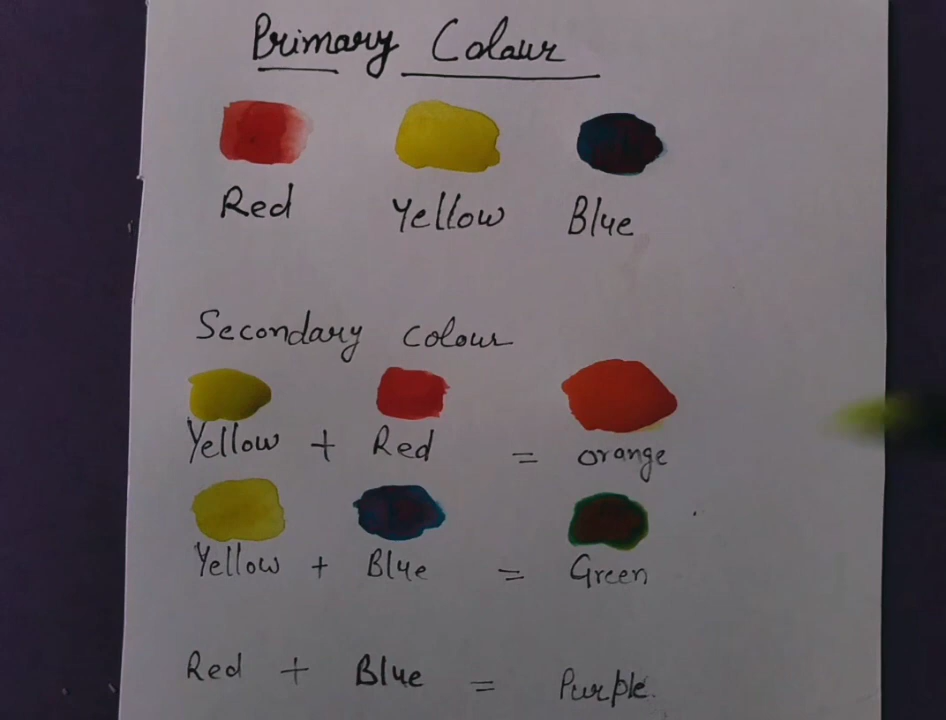 Primary Colour
Red Yellow Blue
Secondary colour
Yellow + Red = orange
Yellow + Blue = Green
Red + Blue = Purple.